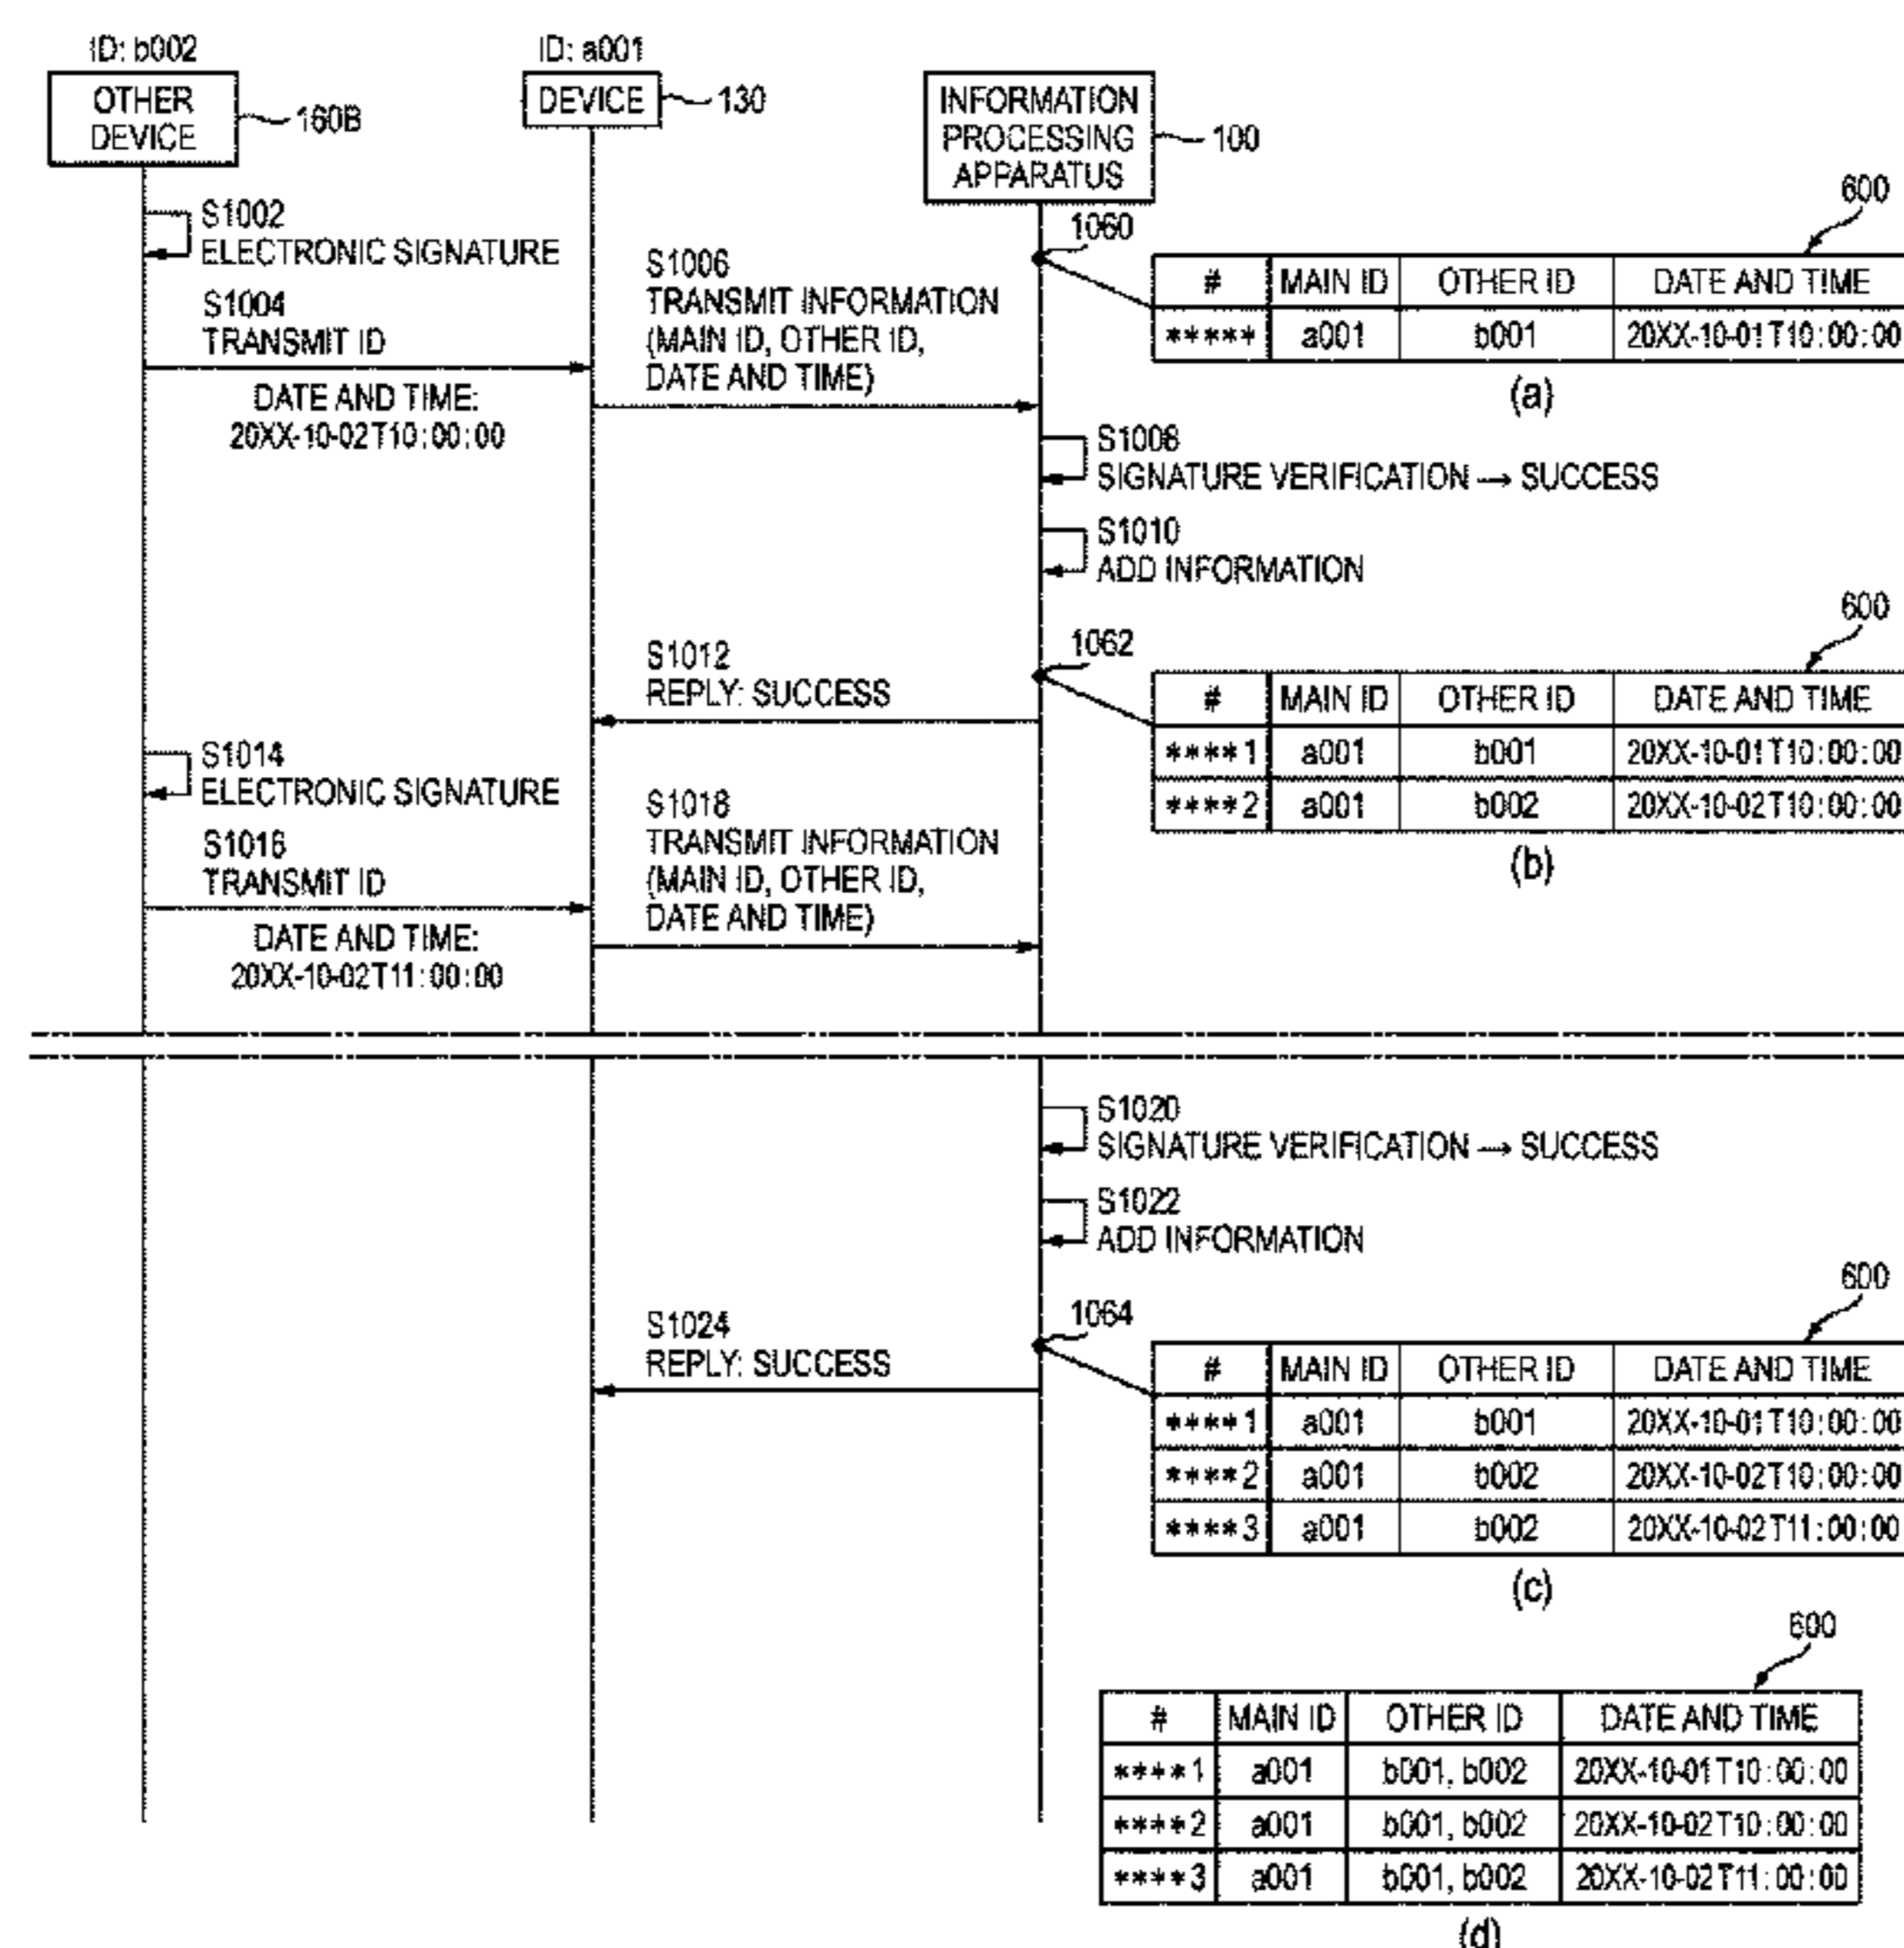 ID: b002
OTHER
DEVICE
160B
ID: a001
DEVICE
130
INFORMATION
PROCESSING
APPARATUS
100
S1002
ELECTRONIC SIGNATURE
S1004
TRANSMIT ID
DATE AND TIME:
20XX-10-02T10:00:00
S1006
TRANSMIT INFORMATION
(MAIN ID, OTHER ID,
DATE AND TIME)
1060
600
# MAIN ID OTHER ID DATE AND TIME
***** a001 b001 20XX-10-01T10:00:00
(a)
S1008
SIGNATURE VERIFICATION → SUCCESS
S1010
ADD INFORMATION
1062
S1012
REPLY: SUCCESS
600
# MAIN ID OTHER ID DATE AND TIME
****1 a001 b001 20XX-10-01T10:00:00
****2 a001 b002 20XX-10-02T10:00:00
(b)
S1014
ELECTRONIC SIGNATURE
S1016
TRANSMIT ID
DATE AND TIME:
20XX-10-02T11:00:00
S1018
TRANSMIT INFORMATION
(MAIN ID, OTHER ID,
DATE AND TIME)
S1020
SIGNATURE VERIFICATION → SUCCESS
S1022
ADD INFORMATION
1064
S1024
REPLY: SUCCESS
600
# MAIN ID OTHER ID DATE AND TIME
****1 a001 b001 20XX-10-01T10:00:00
****2 a001 b002 20XX-10-02T10:00:00
****3 a001 b002 20XX-10-02T11:00:00
(c)
600
# MAIN ID OTHER ID DATE AND TIME
****1 a001 b001, b002 20XX-10-01T10:00:00
****2 a001 b001, b002 20XX-10-02T10:00:00
****3 a001 b001, b002 20XX-10-02T11:00:00
(d)